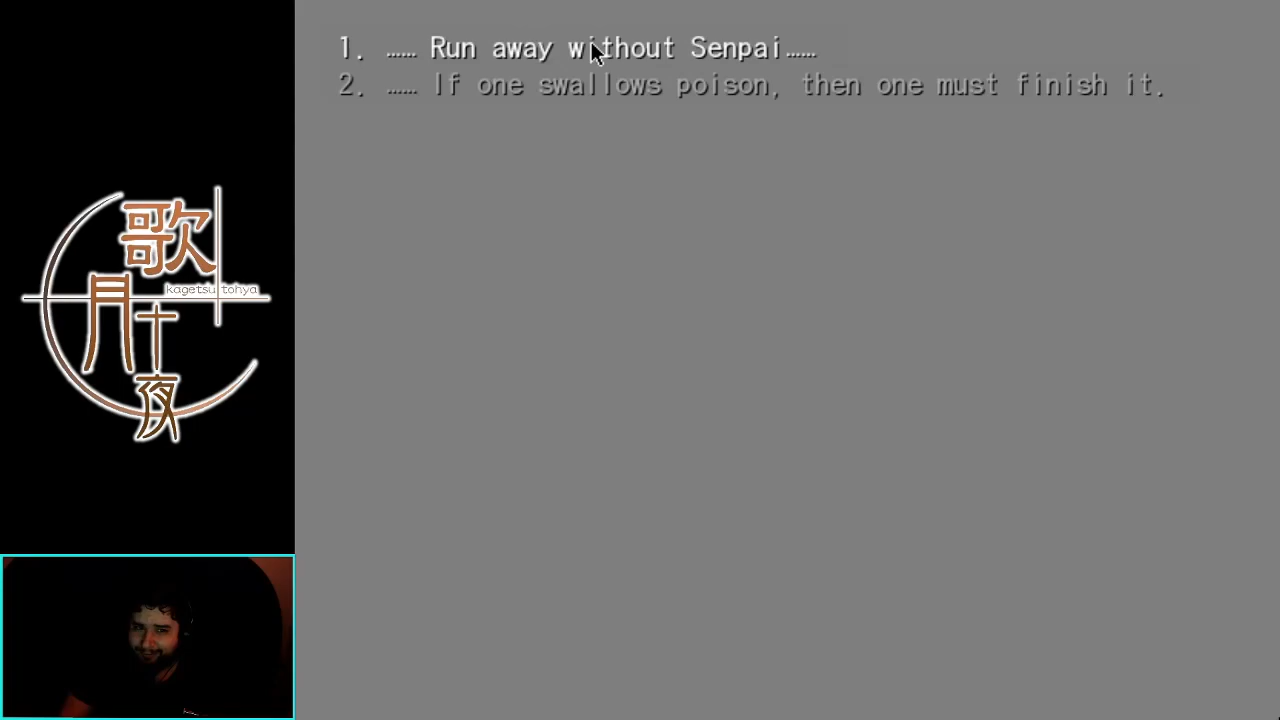 1. …… Run away without Senpai……
2. …… If one swallows poison, then one must finish it.
歌
月
kagetsu tohya
十
夜